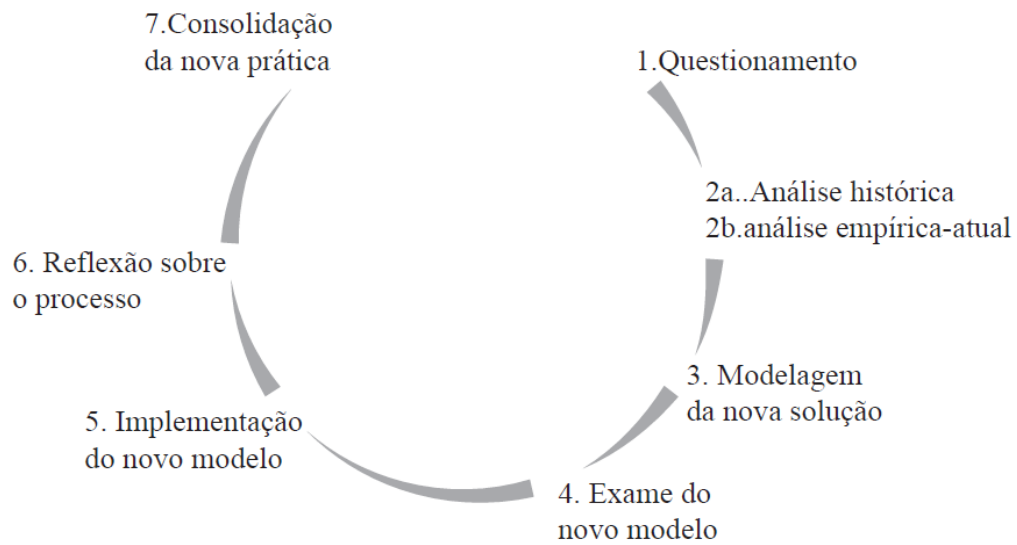 7.Consolidação
da nova prática
1.Questionamento
2a..Análise histórica
2b.análise empírica-atual
3. Modelagem
da nova solução
4. Exame do
novo modelo
5. Implementação
do novo modelo
6. Reflexão sobre
o processo